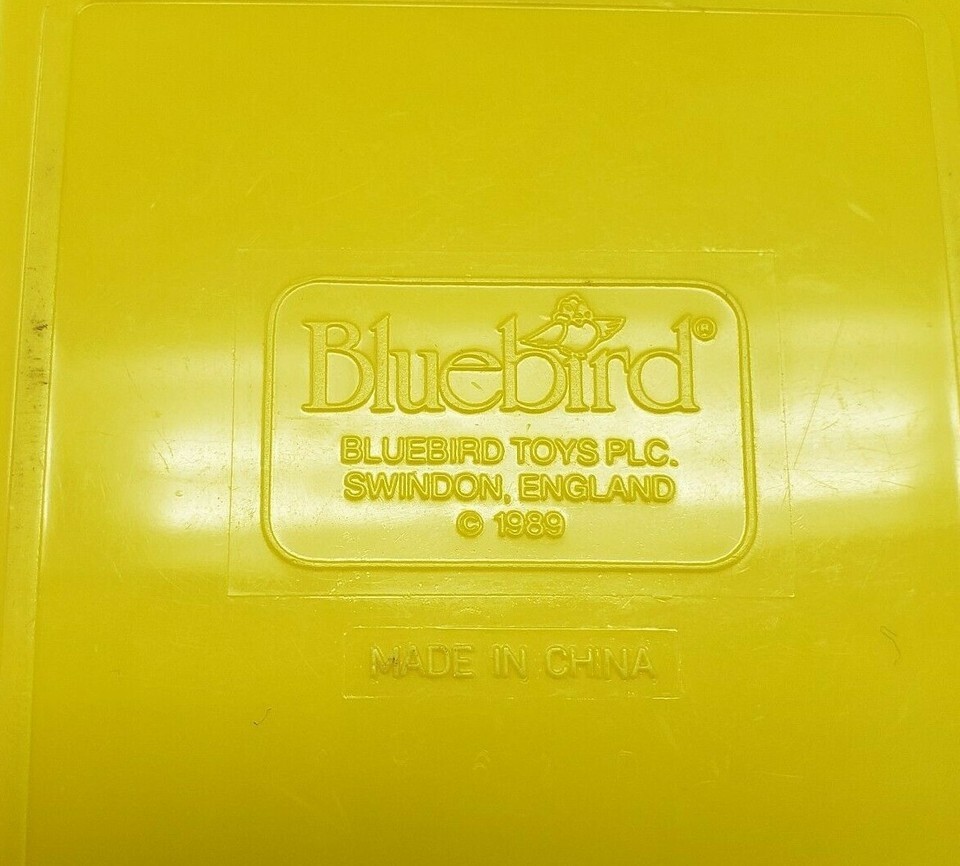 Bluebird®
BLUEBIRD TOYS PLC.
SWINDON, ENGLAND
© 1989
MADE IN CHINA